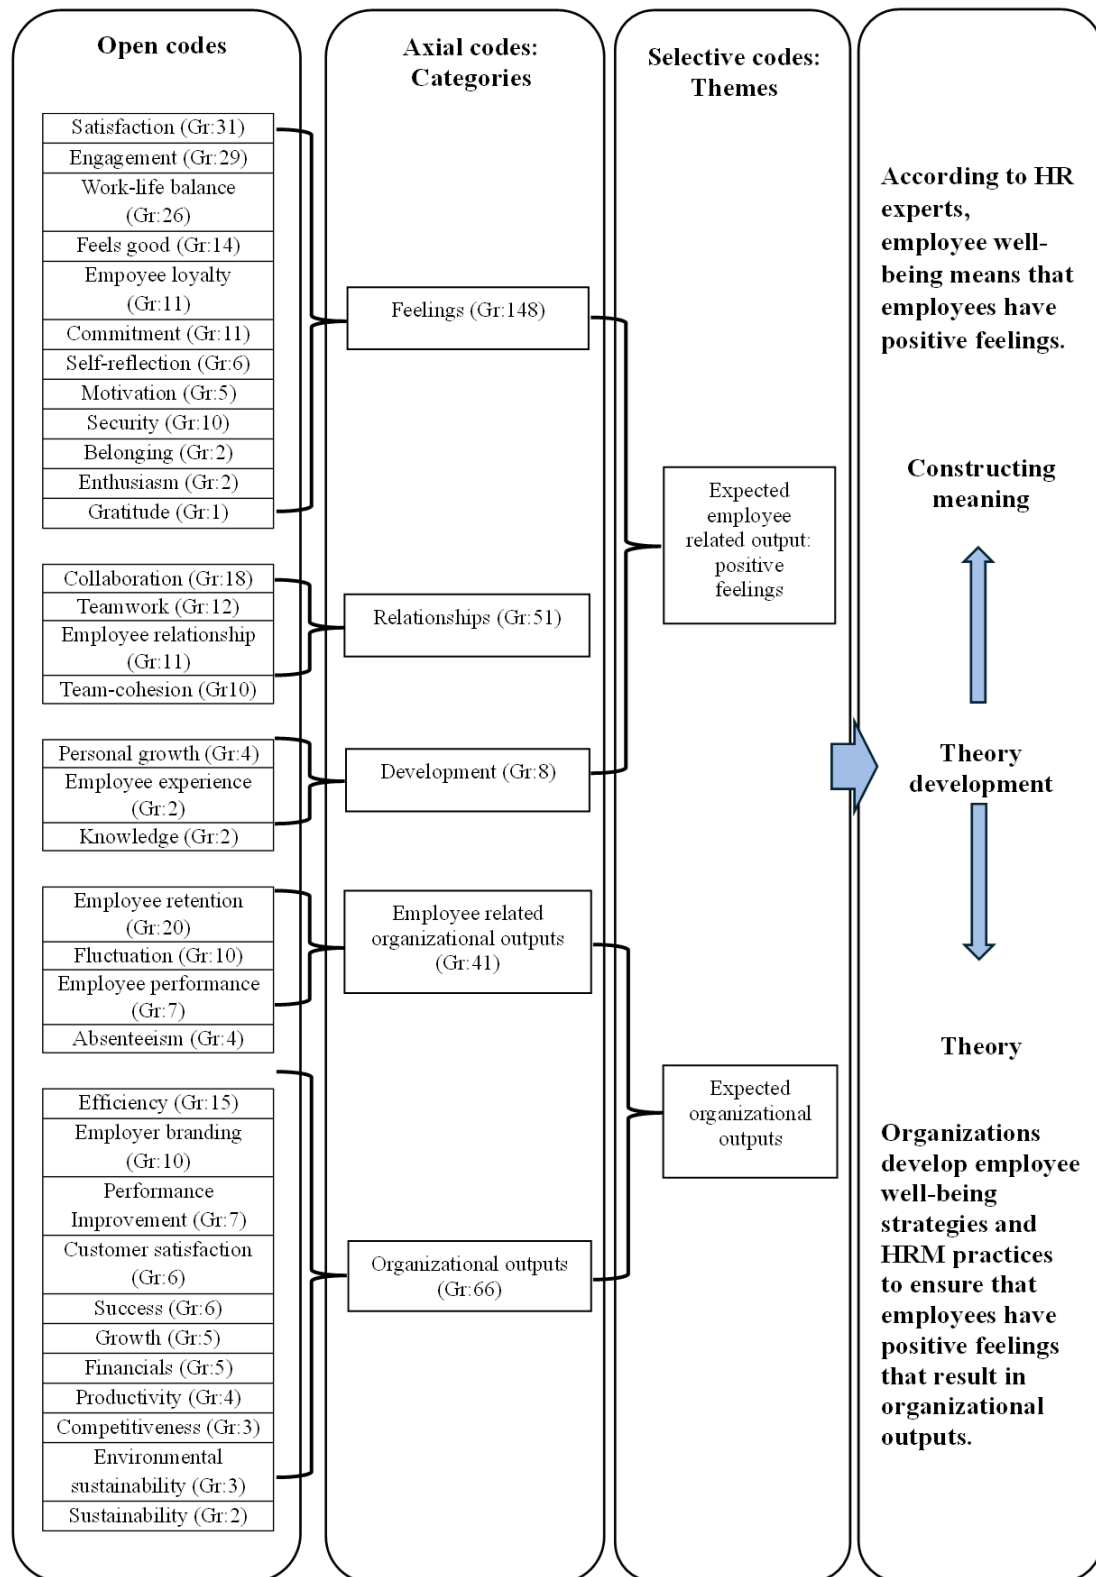 Open codes
Satisfaction (Gr:31)
Engagement (Gr:29)
Work-life balance
(Gr:26)
Feels good (Gr:14)
Empoyee loyalty
(Gr:11)
Commitment (Gr:11)
Self-reflection (Gr:6)
Motivation (Gr:5)
Security (Gr:10)
Belonging (Gr:2)
Enthusiasm (Gr:2)
Gratitude (Gr:1)
Collaboration (Gr:18)
Teamwork (Gr:12)
Employee relationship
(Gr:11)
Team-cohesion (Gr10)
Personal growth (Gr:4)
Employee experience
(Gr:2)
Knowledge (Gr:2)
Employee retention
(Gr:20)
Fluctuation (Gr:10)
Employee performance
(Gr:7)
Absenteeism (Gr:4)
Efficiency (Gr:15)
Employer branding
(Gr:10)
Performance
Improvement (Gr:7)
Customer satisfaction
(Gr:6)
Success (Gr:6)
Growth (Gr:5)
Financials (Gr:5)
Productivity (Gr:4)
Competitiveness (Gr:3)
Environmental
sustainability (Gr:3)
Sustainability (Gr:2)
Axial codes:
Categories
Feelings (Gr:148)
Relationships (Gr:51)
Development (Gr:8)
Employee related
organizational outputs
(Gr:41)
Organizational outputs
(Gr:66)
Selective codes:
Themes
Expected
employee
related output:
positive
feelings
Expected
organizational
outputs
According to HR
experts,
employee well-
being means that
employees have
positive feelings.
Constructing
meaning
Theory
development
Theory
Organizations
develop employee
well-being
strategies and
HRM practices
to ensure that
employees have
positive feelings
that result in
organizational
outputs.